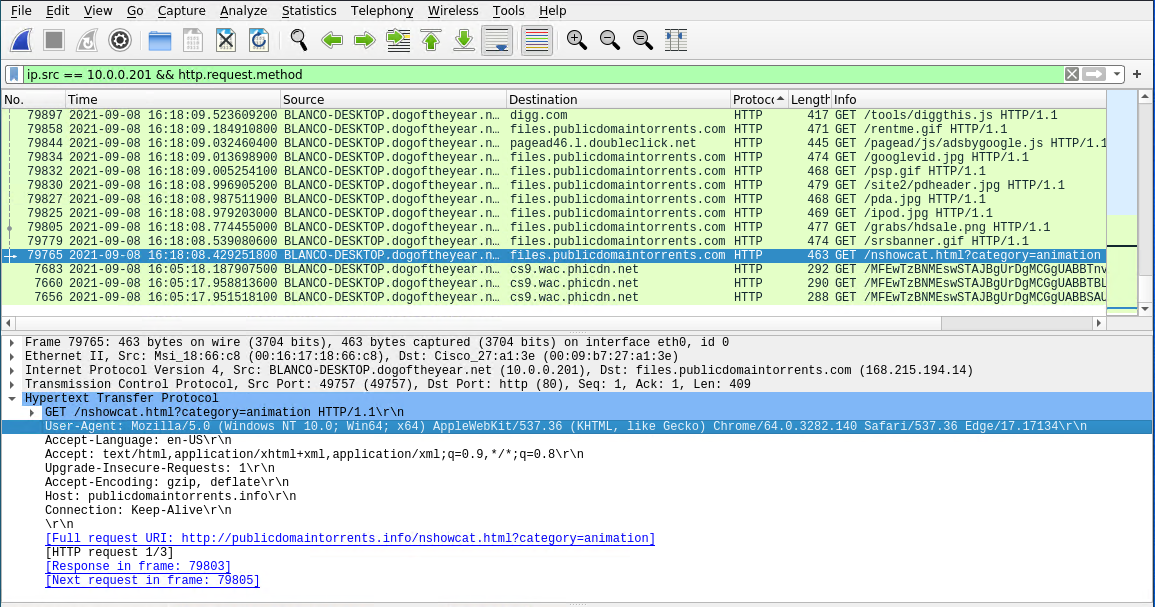 File Edit View Go Capture Analyze Statistics Telephony Wireless Tools Help
ip.src == 10.0.0.201 && http.request.method
No. Time Source Destination Protoc Length Info
79897 2021-09-08 16:18:09.523609200 BLANCO-DESKTOP.dogoftheyear.n… digg.com HTTP 417 GET /tools/diggthis.js HTTP/1.1
79858 2021-09-08 16:18:09.184910800 BLANCO-DESKTOP.dogoftheyear.n… files.publicdomaintorrents.com HTTP 471 GET /rentme.gif HTTP/1.1
79844 2021-09-08 16:18:09.032460400 BLANCO-DESKTOP.dogoftheyear.n… pagead46.l.doubleclick.net HTTP 445 GET /pagead/js/adsbygoogle.js HTTP/1.1
79834 2021-09-08 16:18:09.013698900 BLANCO-DESKTOP.dogoftheyear.n… files.publicdomaintorrents.com HTTP 474 GET /googlevid.jpg HTTP/1.1
79832 2021-09-08 16:18:09.005254100 BLANCO-DESKTOP.dogoftheyear.n… files.publicdomaintorrents.com HTTP 468 GET /psp.gif HTTP/1.1
79830 2021-09-08 16:18:08.996905200 BLANCO-DESKTOP.dogoftheyear.n… files.publicdomaintorrents.com HTTP 479 GET /site2/pdheader.jpg HTTP/1.1
79827 2021-09-08 16:18:08.987511900 BLANCO-DESKTOP.dogoftheyear.n… files.publicdomaintorrents.com HTTP 468 GET /pda.jpg HTTP/1.1
79825 2021-09-08 16:18:08.979203000 BLANCO-DESKTOP.dogoftheyear.n… files.publicdomaintorrents.com HTTP 469 GET /ipod.jpg HTTP/1.1
79805 2021-09-08 16:18:08.774455000 BLANCO-DESKTOP.dogoftheyear.n… files.publicdomaintorrents.com HTTP 477 GET /grabs/hdsale.png HTTP/1.1
79779 2021-09-08 16:18:08.539080600 BLANCO-DESKTOP.dogoftheyear.n… files.publicdomaintorrents.com HTTP 474 GET /srsbanner.gif HTTP/1.1
79765 2021-09-08 16:18:08.429251800 BLANCO-DESKTOP.dogoftheyear.n… files.publicdomaintorrents.com HTTP 463 GET /nshowcat.html?category=animation
7683 2021-09-08 16:05:18.187907500 BLANCO-DESKTOP.dogoftheyear.n… cs9.wac.phicdn.net HTTP 292 GET /MFEwTzBNMEswSTAJBgUrDgMCGgUABBTnv
7660 2021-09-08 16:05:17.958813600 BLANCO-DESKTOP.dogoftheyear.n… cs9.wac.phicdn.net HTTP 290 GET /MFEwTzBNMEswSTAJBgUrDgMCGgUABBTBL
7656 2021-09-08 16:05:17.951518100 BLANCO-DESKTOP.dogoftheyear.n… cs9.wac.phicdn.net HTTP 288 GET /MFEwTzBNMEswSTAJBgUrDgMCGgUABBSAU
Frame 79765: 463 bytes on wire (3704 bits), 463 bytes captured (3704 bits) on interface eth0, id 0
Ethernet II, Src: Msi_18:66:c8 (00:16:17:18:66:c8), Dst: Cisco_27:a1:3e (00:09:b7:27:a1:3e)
Internet Protocol Version 4, Src: BLANCO-DESKTOP.dogoftheyear.net (10.0.0.201), Dst: files.publicdomaintorrents.com (168.215.194.14)
Transmission Control Protocol, Src Port: 49757 (49757), Dst Port: http (80), Seq: 1, Ack: 1, Len: 409
Hypertext Transfer Protocol
GET /nshowcat.html?category=animation HTTP/1.1\r\n
User-Agent: Mozilla/5.0 (Windows NT 10.0; Win64; x64) AppleWebKit/537.36 (KHTML, like Gecko) Chrome/64.0.3282.140 Safari/537.36 Edge/17.17134\r\n
Accept-Language: en-US\r\n
Accept: text/html,application/xhtml+xml,application/xml;q=0.9,*/*;q=0.8\r\n
Upgrade-Insecure-Requests: 1\r\n
Accept-Encoding: gzip, deflate\r\n
Host: publicdomaintorrents.info\r\n
Connection: Keep-Alive\r\n
\r\n
[Full request URI: http://publicdomaintorrents.info/nshowcat.html?category=animation]
[HTTP request 1/3]
[Response in frame: 79803]
[Next request in frame: 79805]